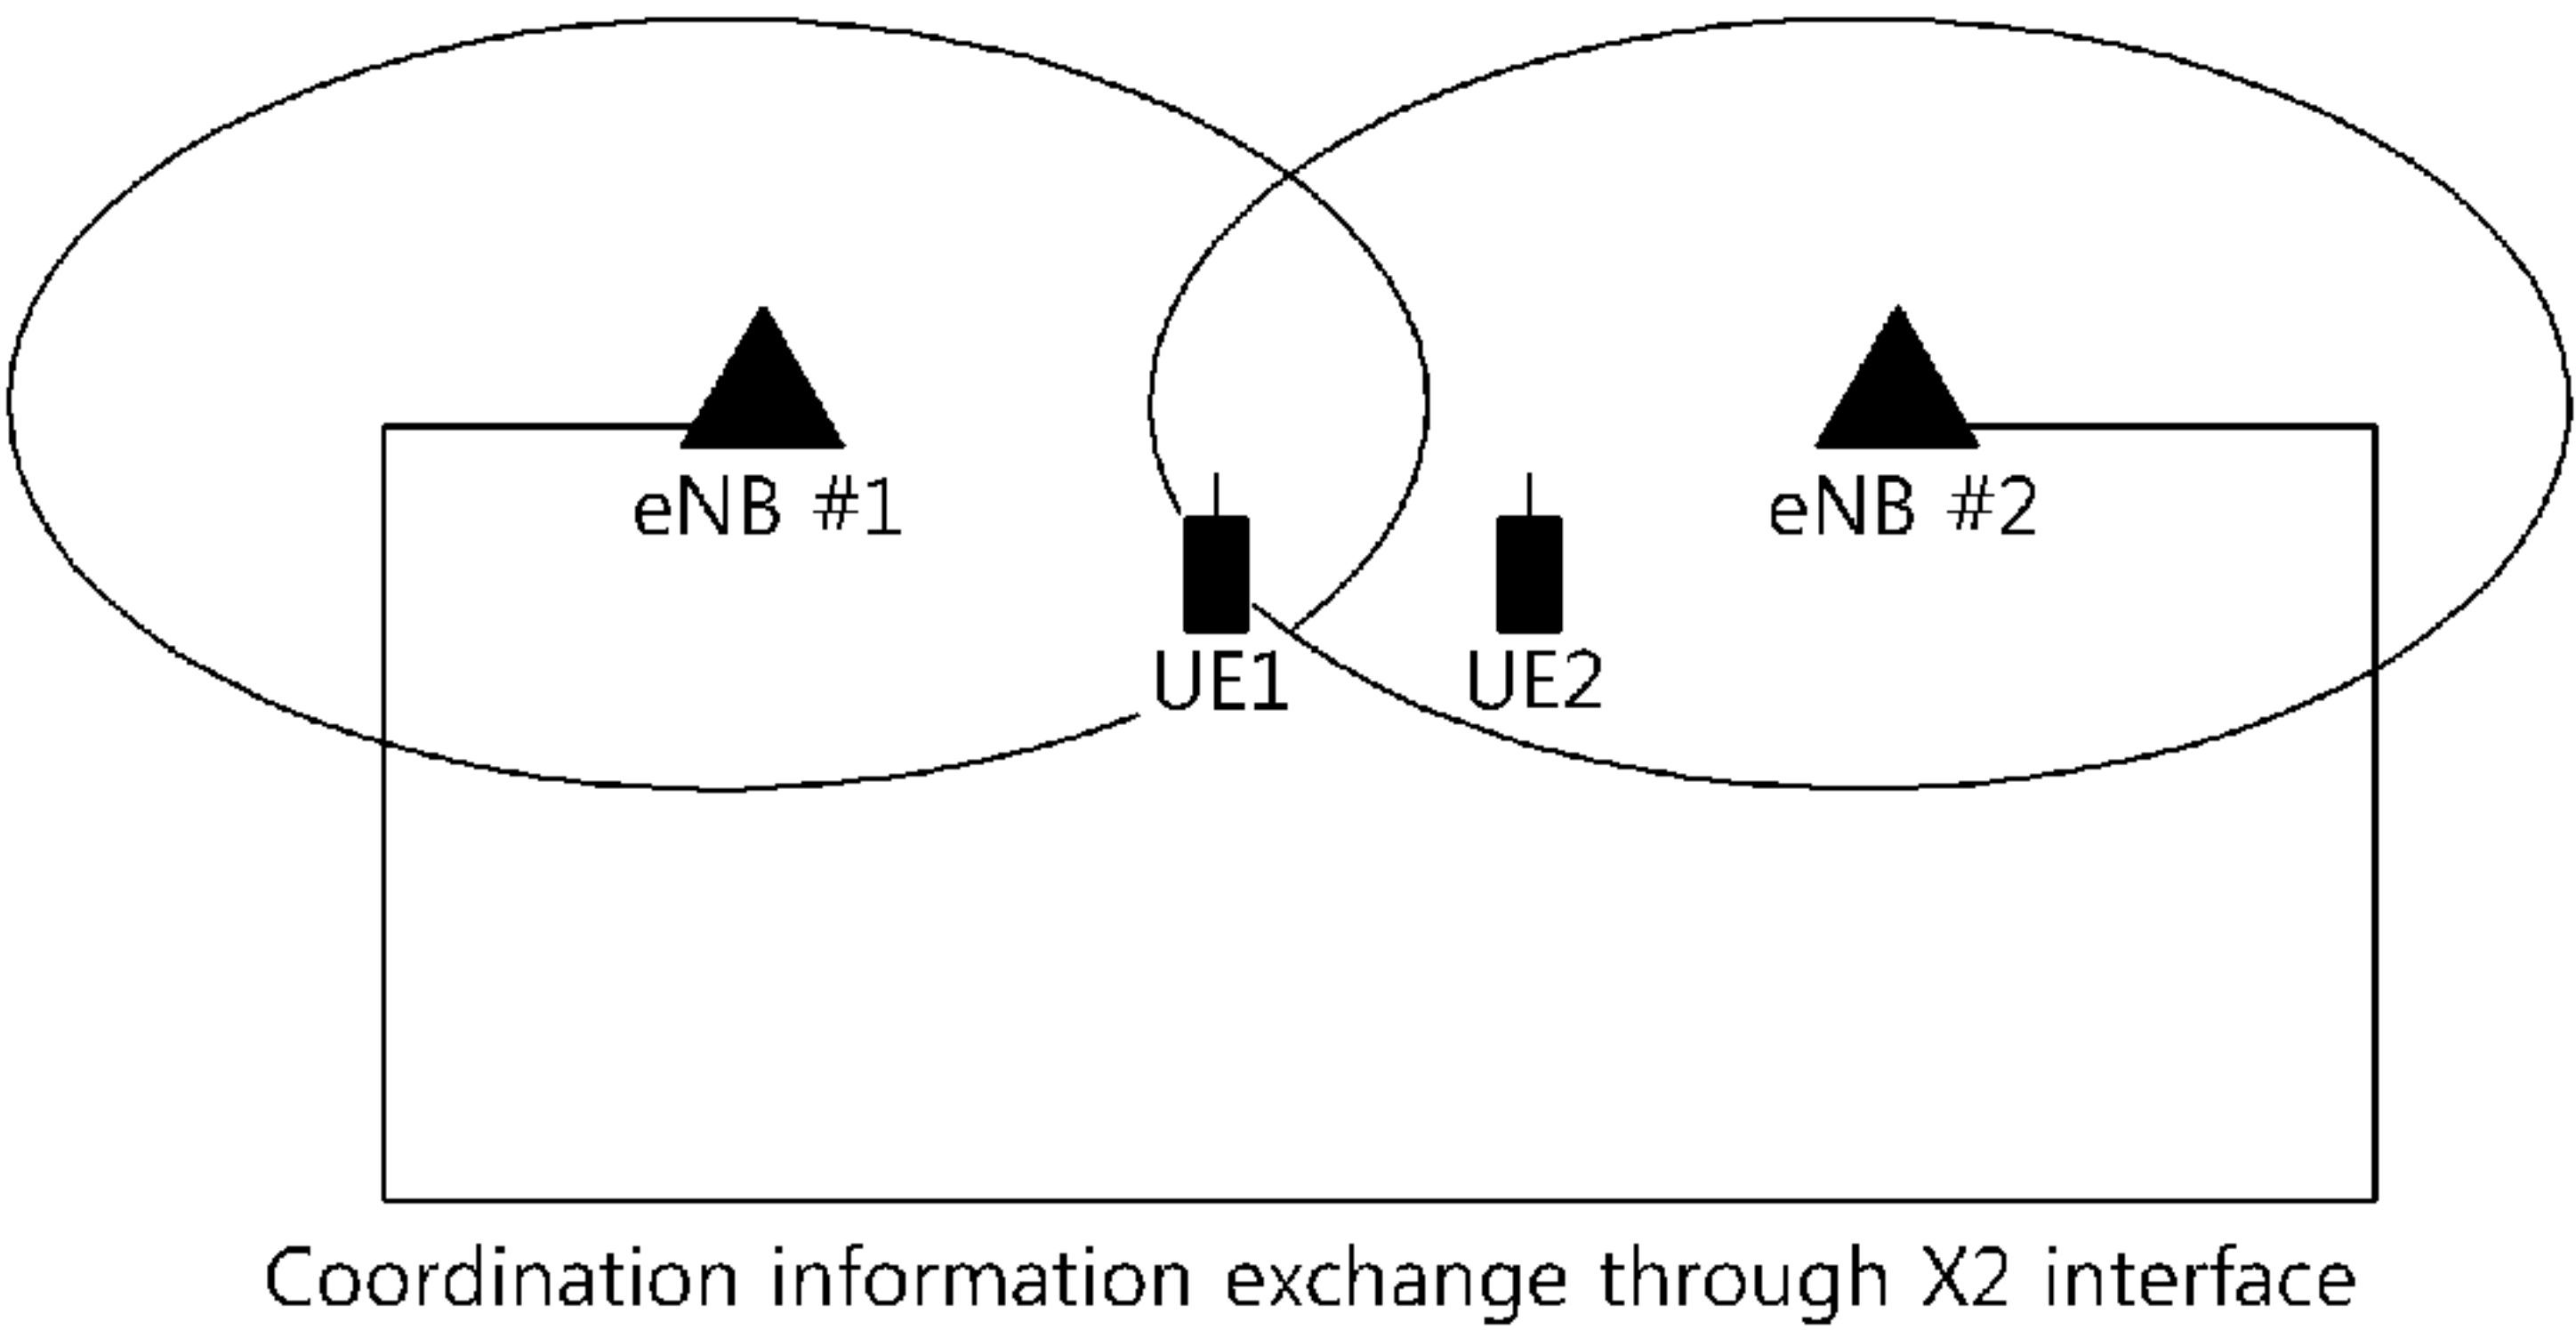 eNB #1
eNB #2
UE1
UE2
Coordination information exchange through X2 interface